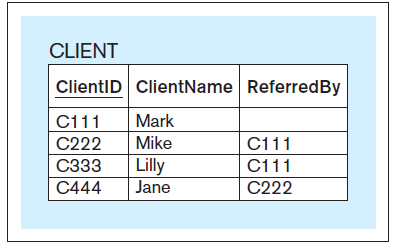 CLIENT
ClientID ClientName ReferredBy
C111 Mark
C222 Mike C111
C333 Lilly C111
C444 Jane C222